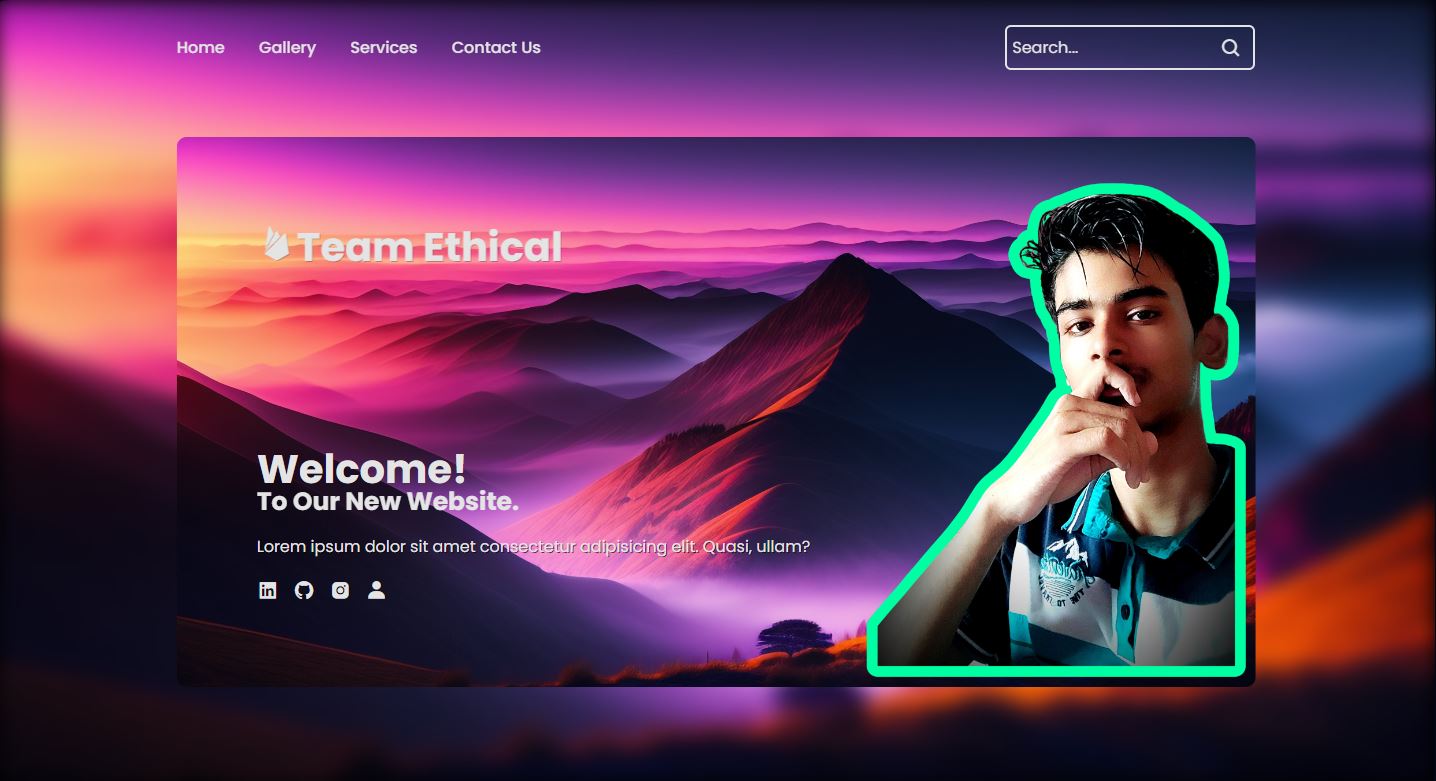 Home Gallery Services Contact Us Search...
Team Ethical
Welcome!
To Our New Website.
Lorem ipsum dolor sit amet consectetur adipisicing elit. Quasi, ullam?
in